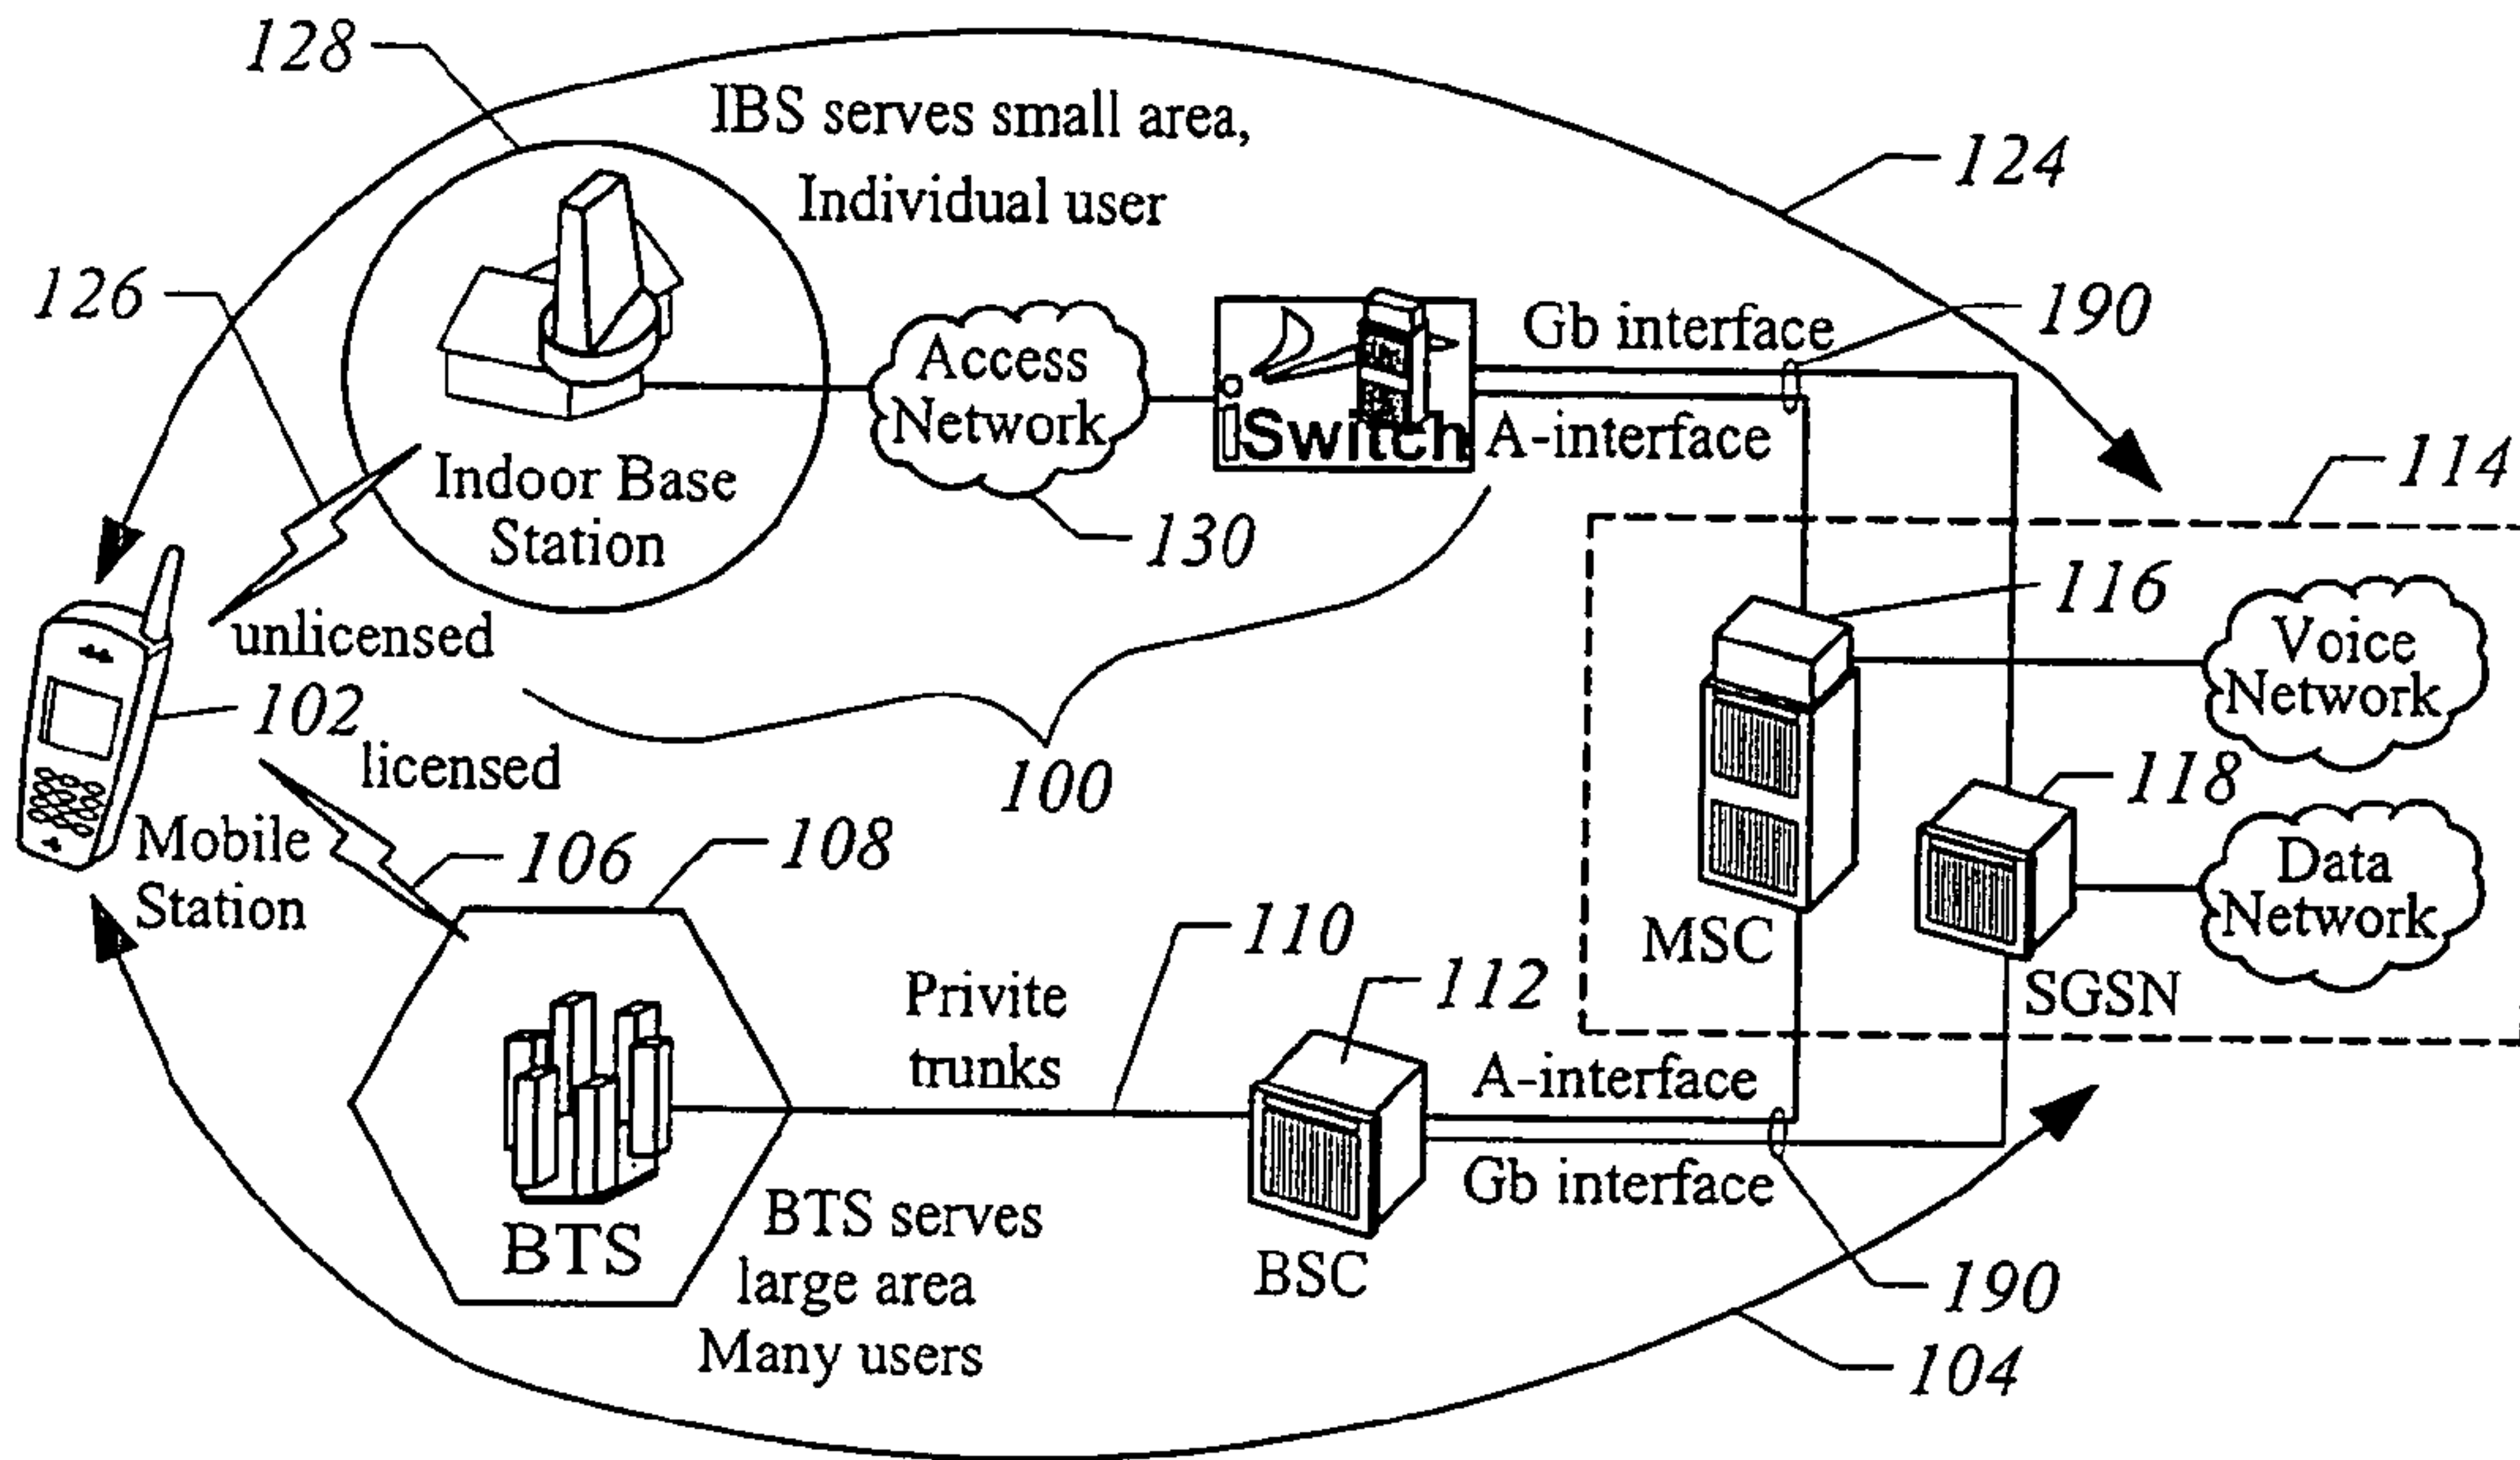 128
IBS serves small area,
Individual user
124
126
190
Gb interface
Access
Network
iSwitch
A-interface
114
Indoor Base
Station
130
116
unlicensed
Voice
Network
102
licensed
100
118
Mobile
Station
106
108
Data
Network
MSC
SGSN
110
112
Privite
trunks
A-interface
Gb interface
BTS
BTS serves
large area
Many users
BSC
190
104